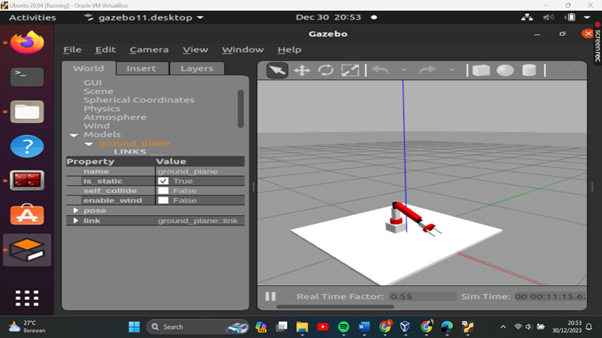 Ubuntu 20.04 [Running] - Oracle VM VirtualBox
Activities
gazebo11.desktop
Dec 30 20:53
Gazebo
screenrec
File Edit Camera View Window Help
World Insert Layers
GUI
Scene
Spherical Coordinates
Physics
Atmosphere
Wind
Models
ground_plane
LINKS
Property Value
name ground_plane
is_static True
self_collide False
enable_wind False
pose
link ground_plane::link
Real Time Factor: 0.55 Sim Time: 00 00:11:15.6
27°C
Berawan
Search
20:53
30/12/2023